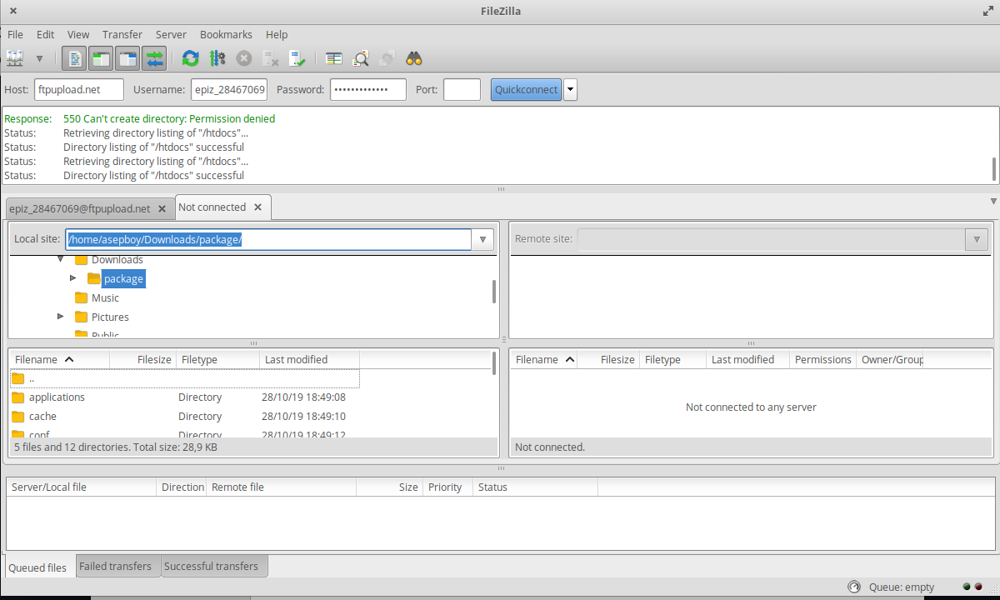 FileZilla
File Edit View Transfer Server Bookmarks Help
Host: ftpupload.net Username: epiz_28467069 Password: ••••••••••••• Port: Quickconnect
Response: 550 Can't create directory: Permission denied
Status: Retrieving directory listing of "/htdocs"...
Status: Directory listing of "/htdocs" successful
Status: Retrieving directory listing of "/htdocs"...
Status: Directory listing of "/htdocs" successful
epiz_28467069@ftpupload.net Not connected
Local site: /home/asepboy/Downloads/package/
Downloads
package
Music
Pictures
Public
Filename Filesize Filetype Last modified
..
applications Directory 28/10/19 18:49:08
cache Directory 28/10/19 18:49:10
conf Directory 28/10/19 18:49:12
5 files and 12 directories. Total size: 28,9 KB
Remote site:
Filename Filesize Filetype Last modified Permissions Owner/Group
Not connected to any server
Not connected.
Server/Local file Direction Remote file Size Priority Status
Queued files Failed transfers Successful transfers
Queue: empty